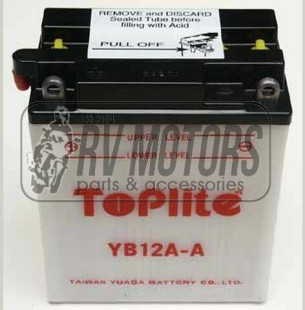 REMOVE and DISCARD
Sealed Tube before
filling with Acid
PULL OFF
UPPER LEVEL
LOWER LEVEL
RV MOTORS
parts & accessories
Toplite
YB12A-A
TAIWAN YUASA BATTERY CO.,LTD.